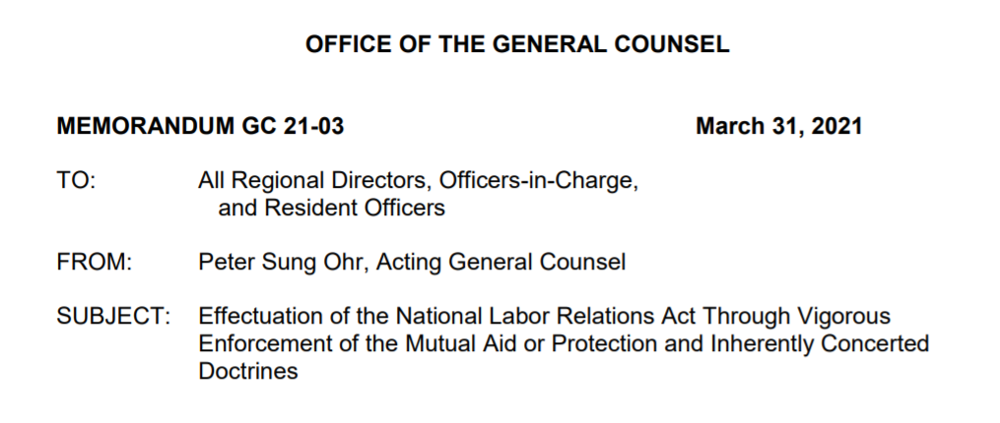 OFFICE OF THE GENERAL COUNSEL
MEMORANDUM GC 21-03 March 31, 2021
TO: All Regional Directors, Officers-in-Charge,
and Resident Officers
FROM: Peter Sung Ohr, Acting General Counsel
SUBJECT: Effectuation of the National Labor Relations Act Through Vigorous
Enforcement of the Mutual Aid or Protection and Inherently Concerted
Doctrines